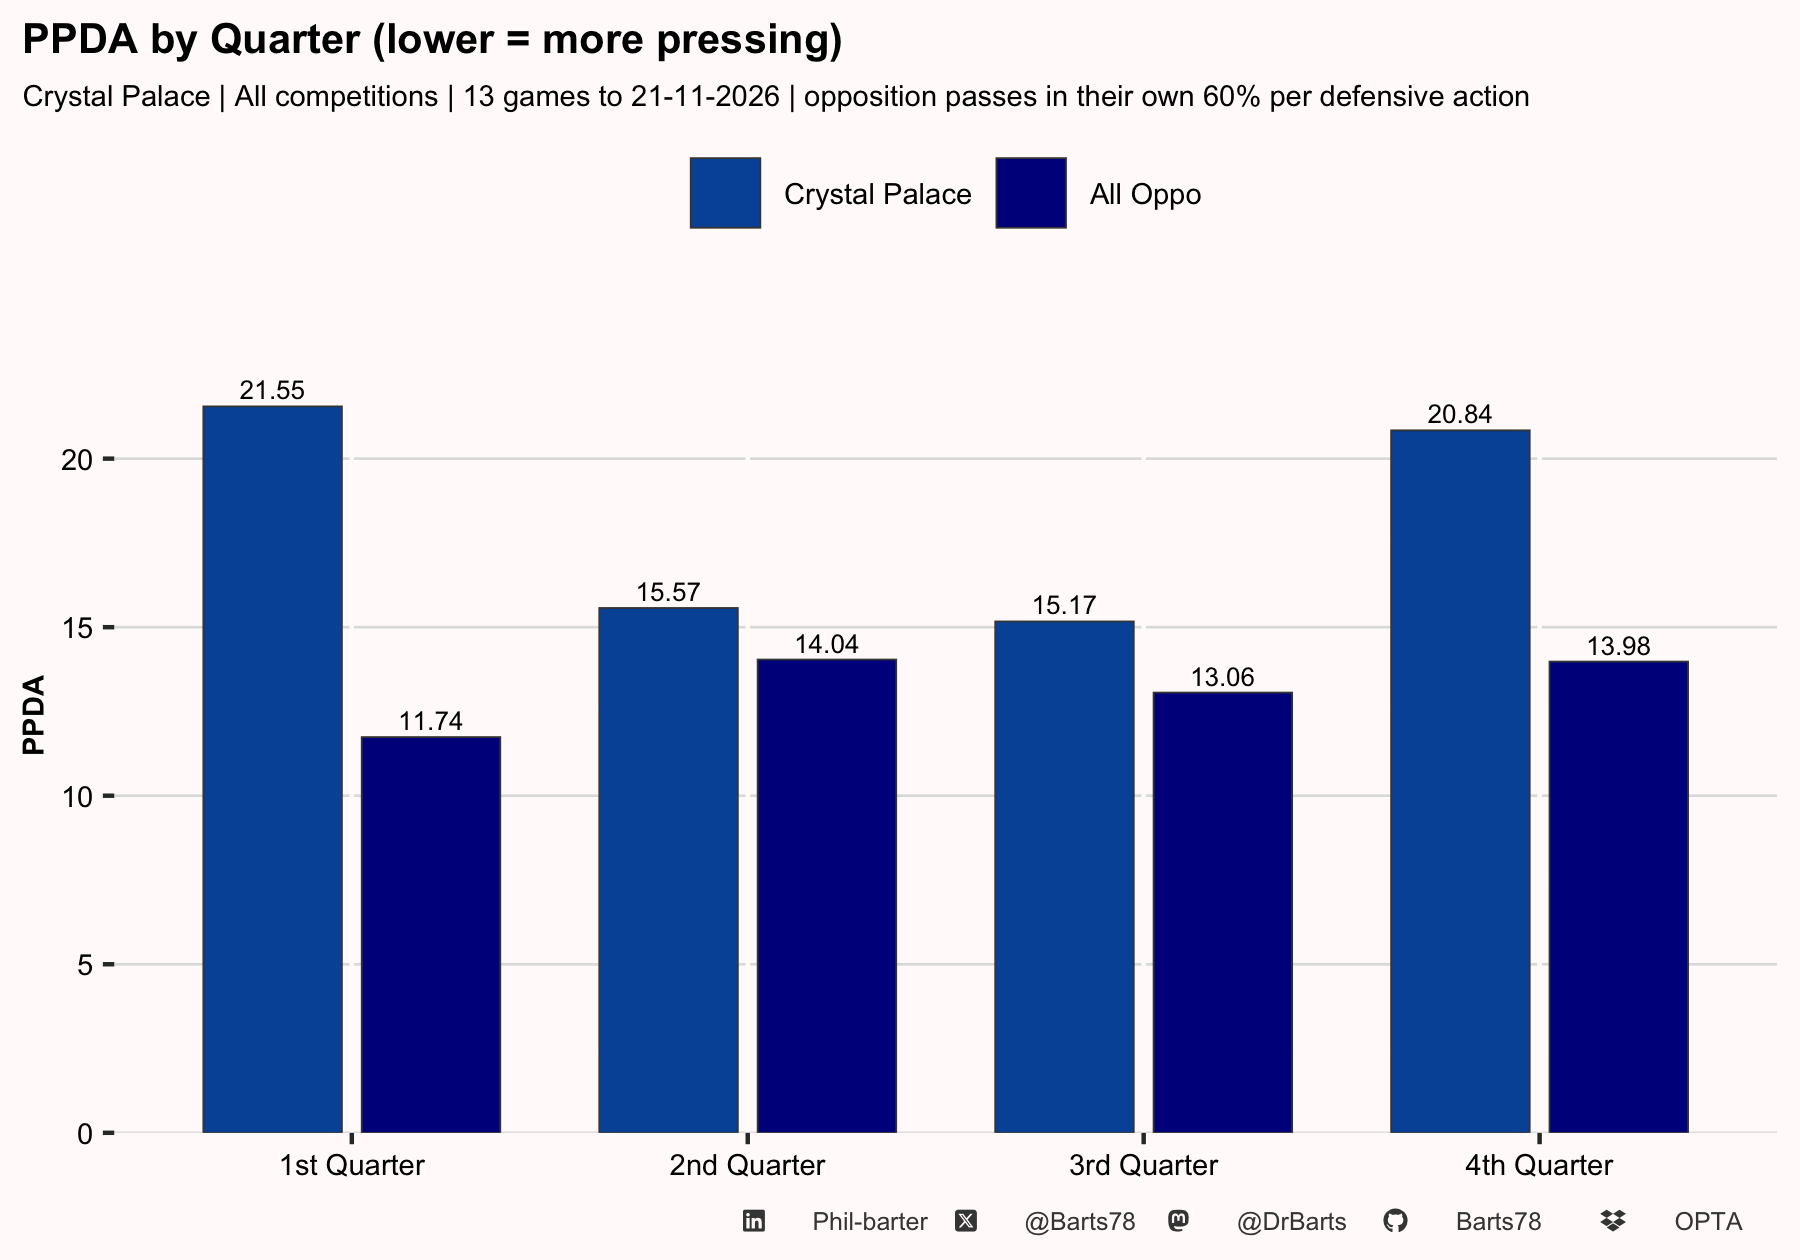 PPDA by Quarter (lower = more pressing)
Crystal Palace | All competitions | 13 games to 21-11-2026 | opposition passes in their own 60% per defensive action
Crystal Palace All Oppo
21.55
20.84
20
15.57
15.17
15
14.04
13.98
13.06
11.74
PPDA
10
5
0
1st Quarter 2nd Quarter 3rd Quarter 4th Quarter
Phil-barter @Barts78 @DrBarts Barts78 OPTA